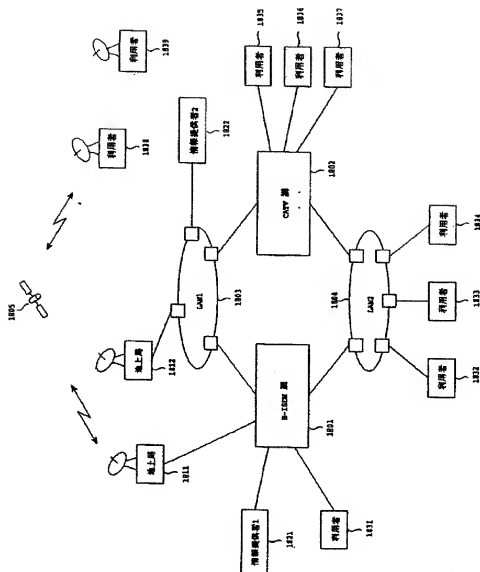 1805
利用者
1839
利用者
1838
地上局
1812
地上局
1811
情報提供者2
1822
LAN1
1803
利用者
1835
利用者
1836
利用者
1837
CATV 網
1802
B-ISDN 網
1801
情報提供者1
1821
利用者
1831
LAN2
1804
利用者
1832
利用者
1833
利用者
1834